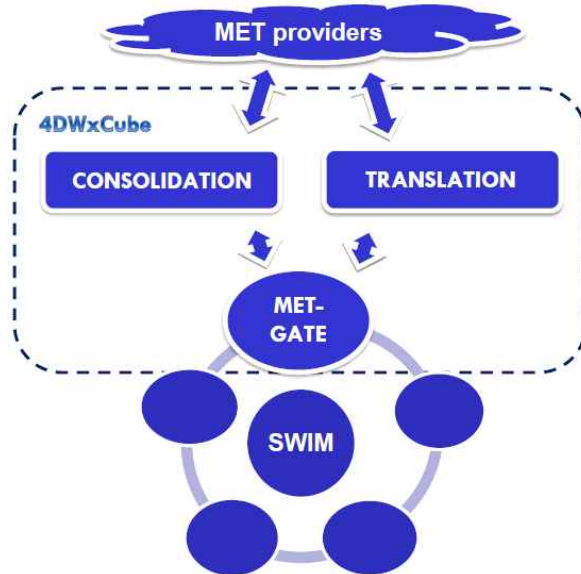 MET providers
4DWxCube
CONSOLIDATION
TRANSLATION
MET-
GATE
SWIM